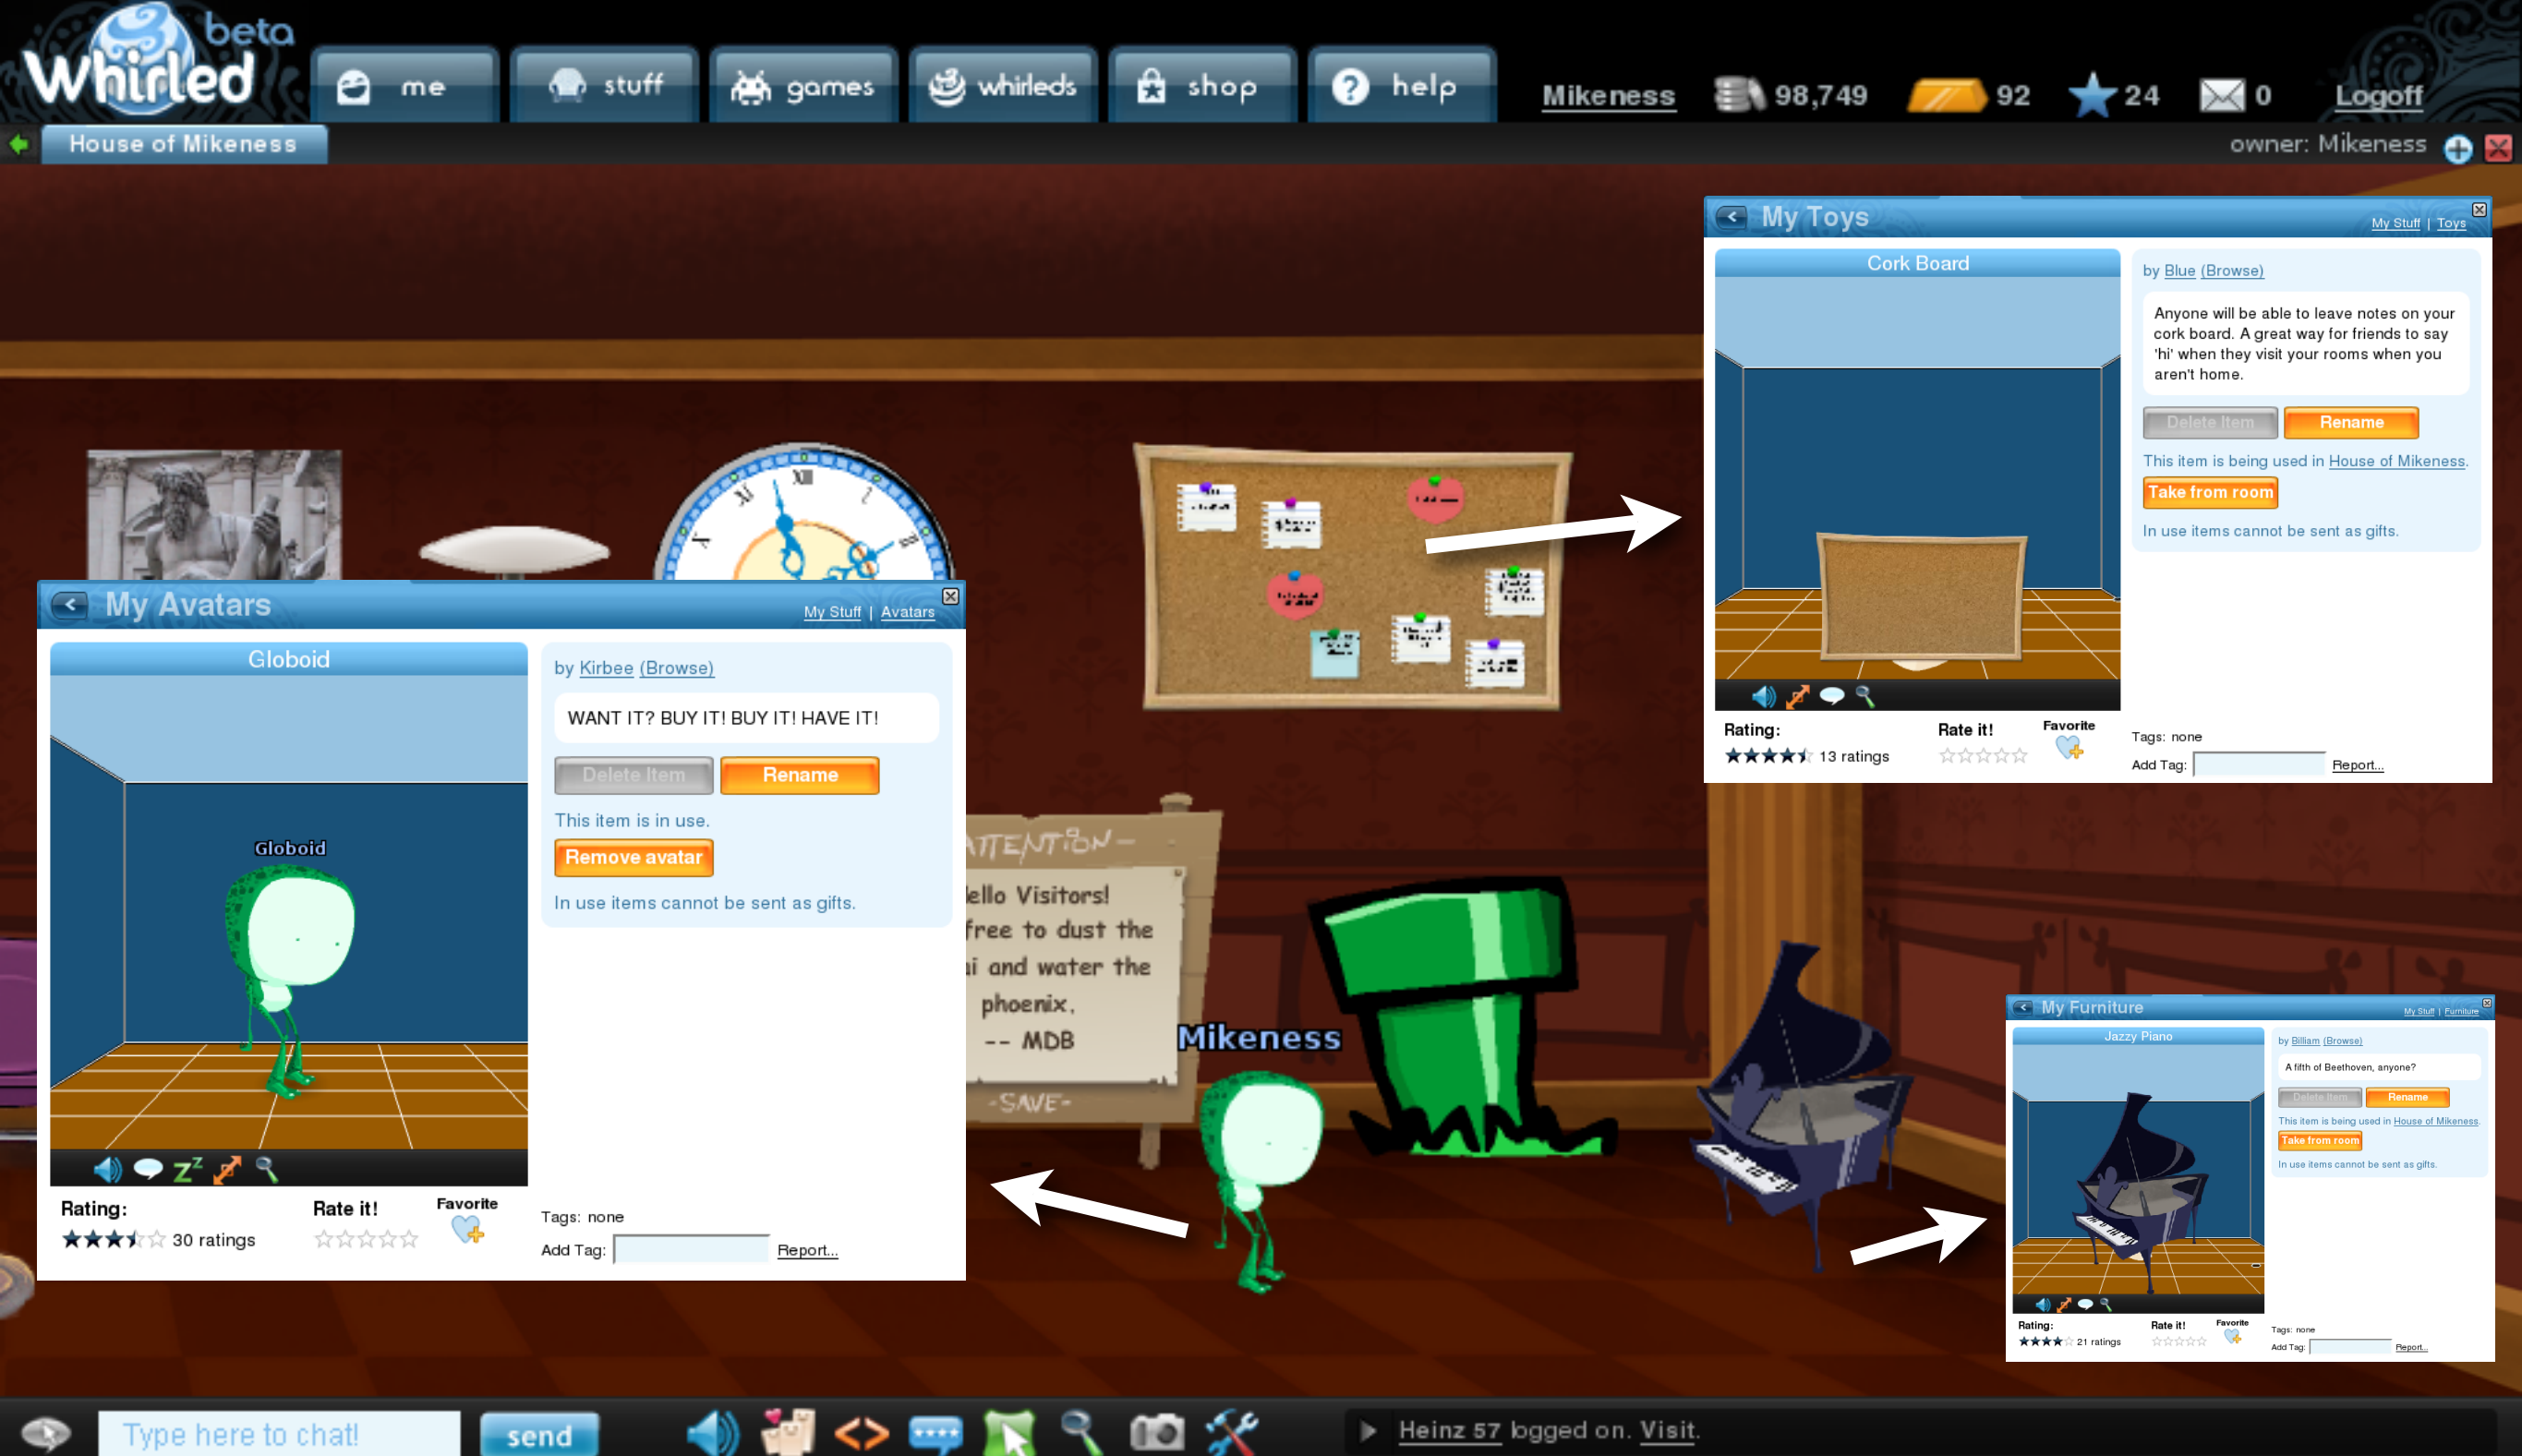 Whirled beta
me
stuff
games
whirleds
shop
help
Mikeness
98,749
92
24
0
Logoff
House of Mikeness
owner: Mikeness
My Toys
My Stuff | Toys
Cork Board
by Blue (Browse)
Anyone will be able to leave notes on your
cork board. A great way for friends to say
'hi' when they visit your rooms when you
aren't home.
Delete Item
Rename
This item is being used in House of Mikeness.
Take from room
In use items cannot be sent as gifts.
Rating:
13 ratings
Rate it!
Favorite
Tags: none
Add Tag:
Report...
XI XII I II X
My Avatars
My Stuff | Avatars
Globoid
by Kirbee (Browse)
WANT IT? BUY IT! BUY IT! HAVE IT!
Delete Item
Rename
This item is in use.
Remove avatar
In use items cannot be sent as gifts.
Globoid
Rating:
30 ratings
Rate it!
Favorite
Tags: none
Add Tag:
Report...
ATTENTION-
ello Visitors!
free to dust the
ai and water the
phoenix.
-- MDB
-SAVE-
Mikeness
My Furniture
My Stuff | Furniture
Jazzy Piano
by Billiam (Browse)
A fifth of Beethoven, anyone?
Delete Item
Rename
This item is being used in House of Mikeness.
Take from room
In use items cannot be sent as gifts.
Rating:
21 ratings
Rate it!
Favorite
Tags: none
Add Tag:
Report...
Type here to chat!
send
Heinz 57 logged on. Visit.